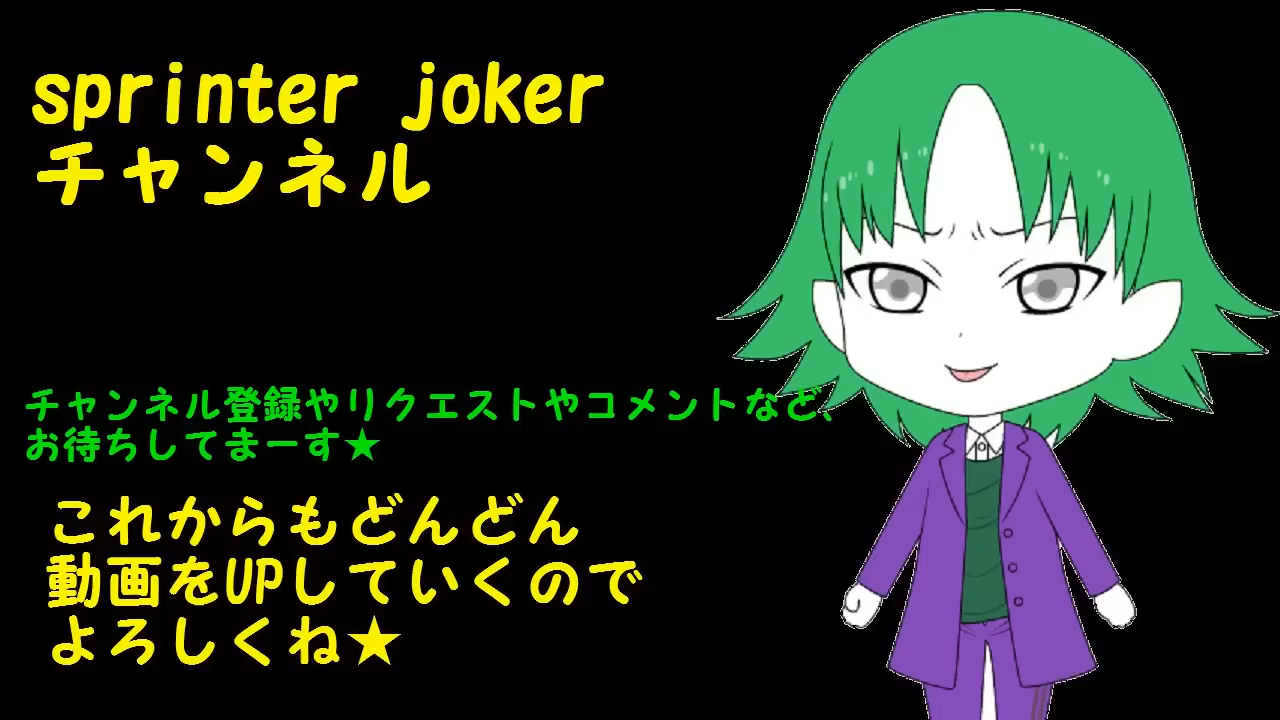 sprinter joker
チャンネル
チャンネル登録やリクエストやコメントなど、
お待ちしてまーす★
これからもどんどん
動画をUPしていくので
よろしくね★